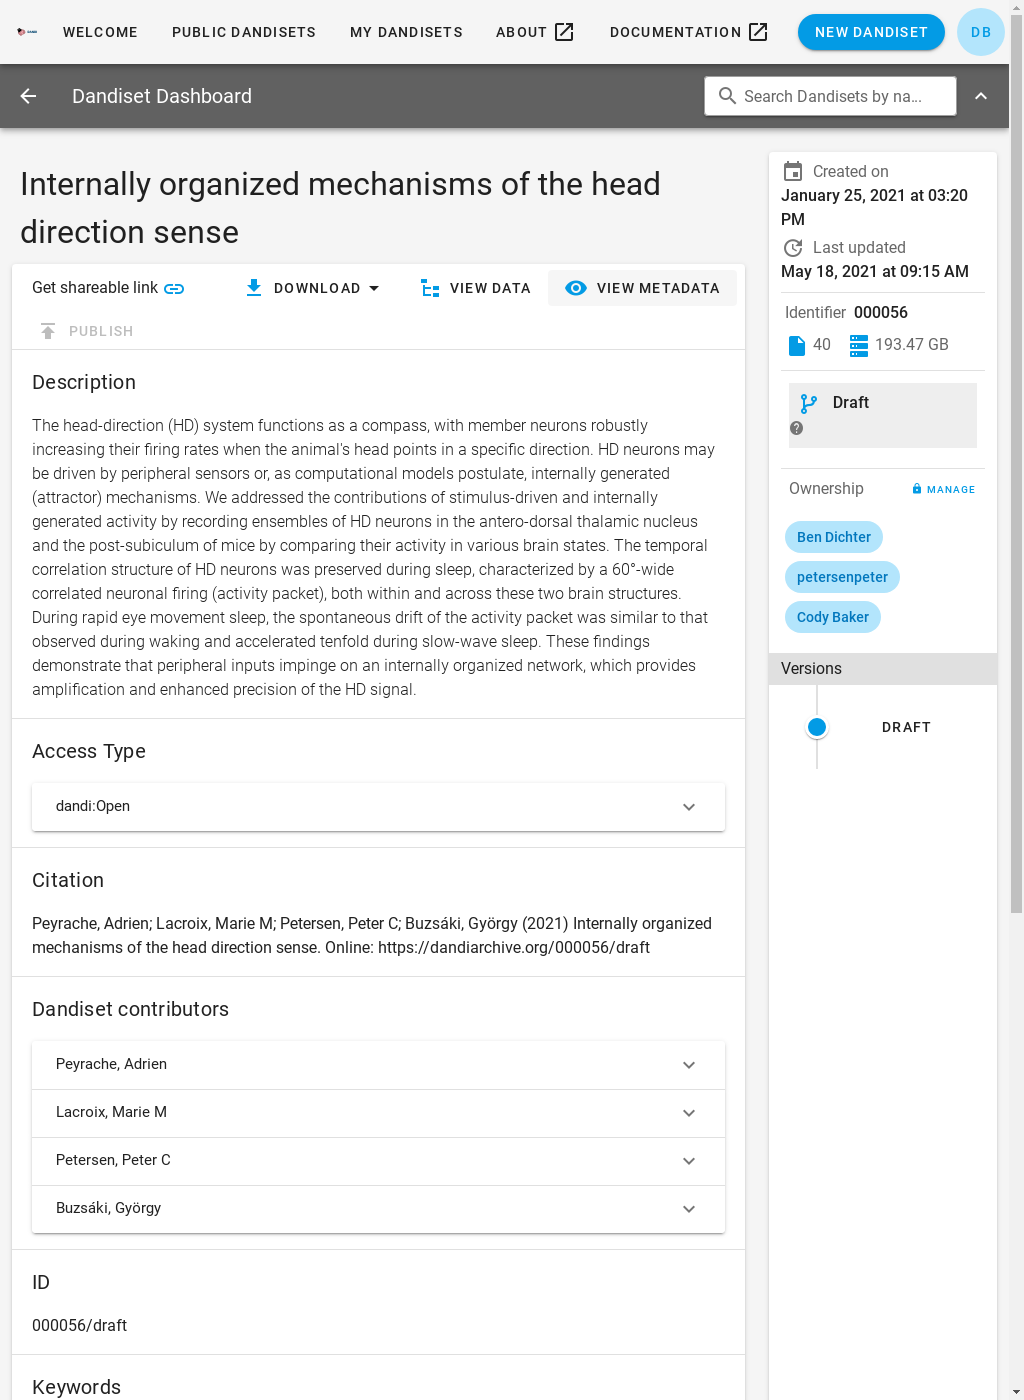 WELCOME PUBLIC DANDISETS MY DANDISETS ABOUT DOCUMENTATION NEW DANDISET DB
Dandiset Dashboard
Search Dandisets by na...
Internally organized mechanisms of the head
direction sense
Get shareable link DOWNLOAD VIEW DATA VIEW METADATA
PUBLISH
Description
The head-direction (HD) system functions as a compass, with member neurons robustly
increasing their firing rates when the animal's head points in a specific direction. HD neurons may
be driven by peripheral sensors or, as computational models postulate, internally generated
(attractor) mechanisms. We addressed the contributions of stimulus-driven and internally
generated activity by recording ensembles of HD neurons in the antero-dorsal thalamic nucleus
and the post-subiculum of mice by comparing their activity in various brain states. The temporal
correlation structure of HD neurons was preserved during sleep, characterized by a 60°-wide
correlated neuronal firing (activity packet), both within and across these two brain structures.
During rapid eye movement sleep, the spontaneous drift of the activity packet was similar to that
observed during waking and accelerated tenfold during slow-wave sleep. These findings
demonstrate that peripheral inputs impinge on an internally organized network, which provides
amplification and enhanced precision of the HD signal.
Access Type
dandi:Open
Citation
Peyrache, Adrien; Lacroix, Marie M; Petersen, Peter C; Buzsáki, György (2021) Internally organized
mechanisms of the head direction sense. Online: https://dandiarchive.org/000056/draft
Dandiset contributors
Peyrache, Adrien
Lacroix, Marie M
Petersen, Peter C
Buzsáki, György
ID
000056/draft
Keywords
Created on
January 25, 2021 at 03:20
PM
Last updated
May 18, 2021 at 09:15 AM
Identifier 000056
40 193.47 GB
Draft
Ownership MANAGE
Ben Dichter
petersenpeter
Cody Baker
Versions
DRAFT